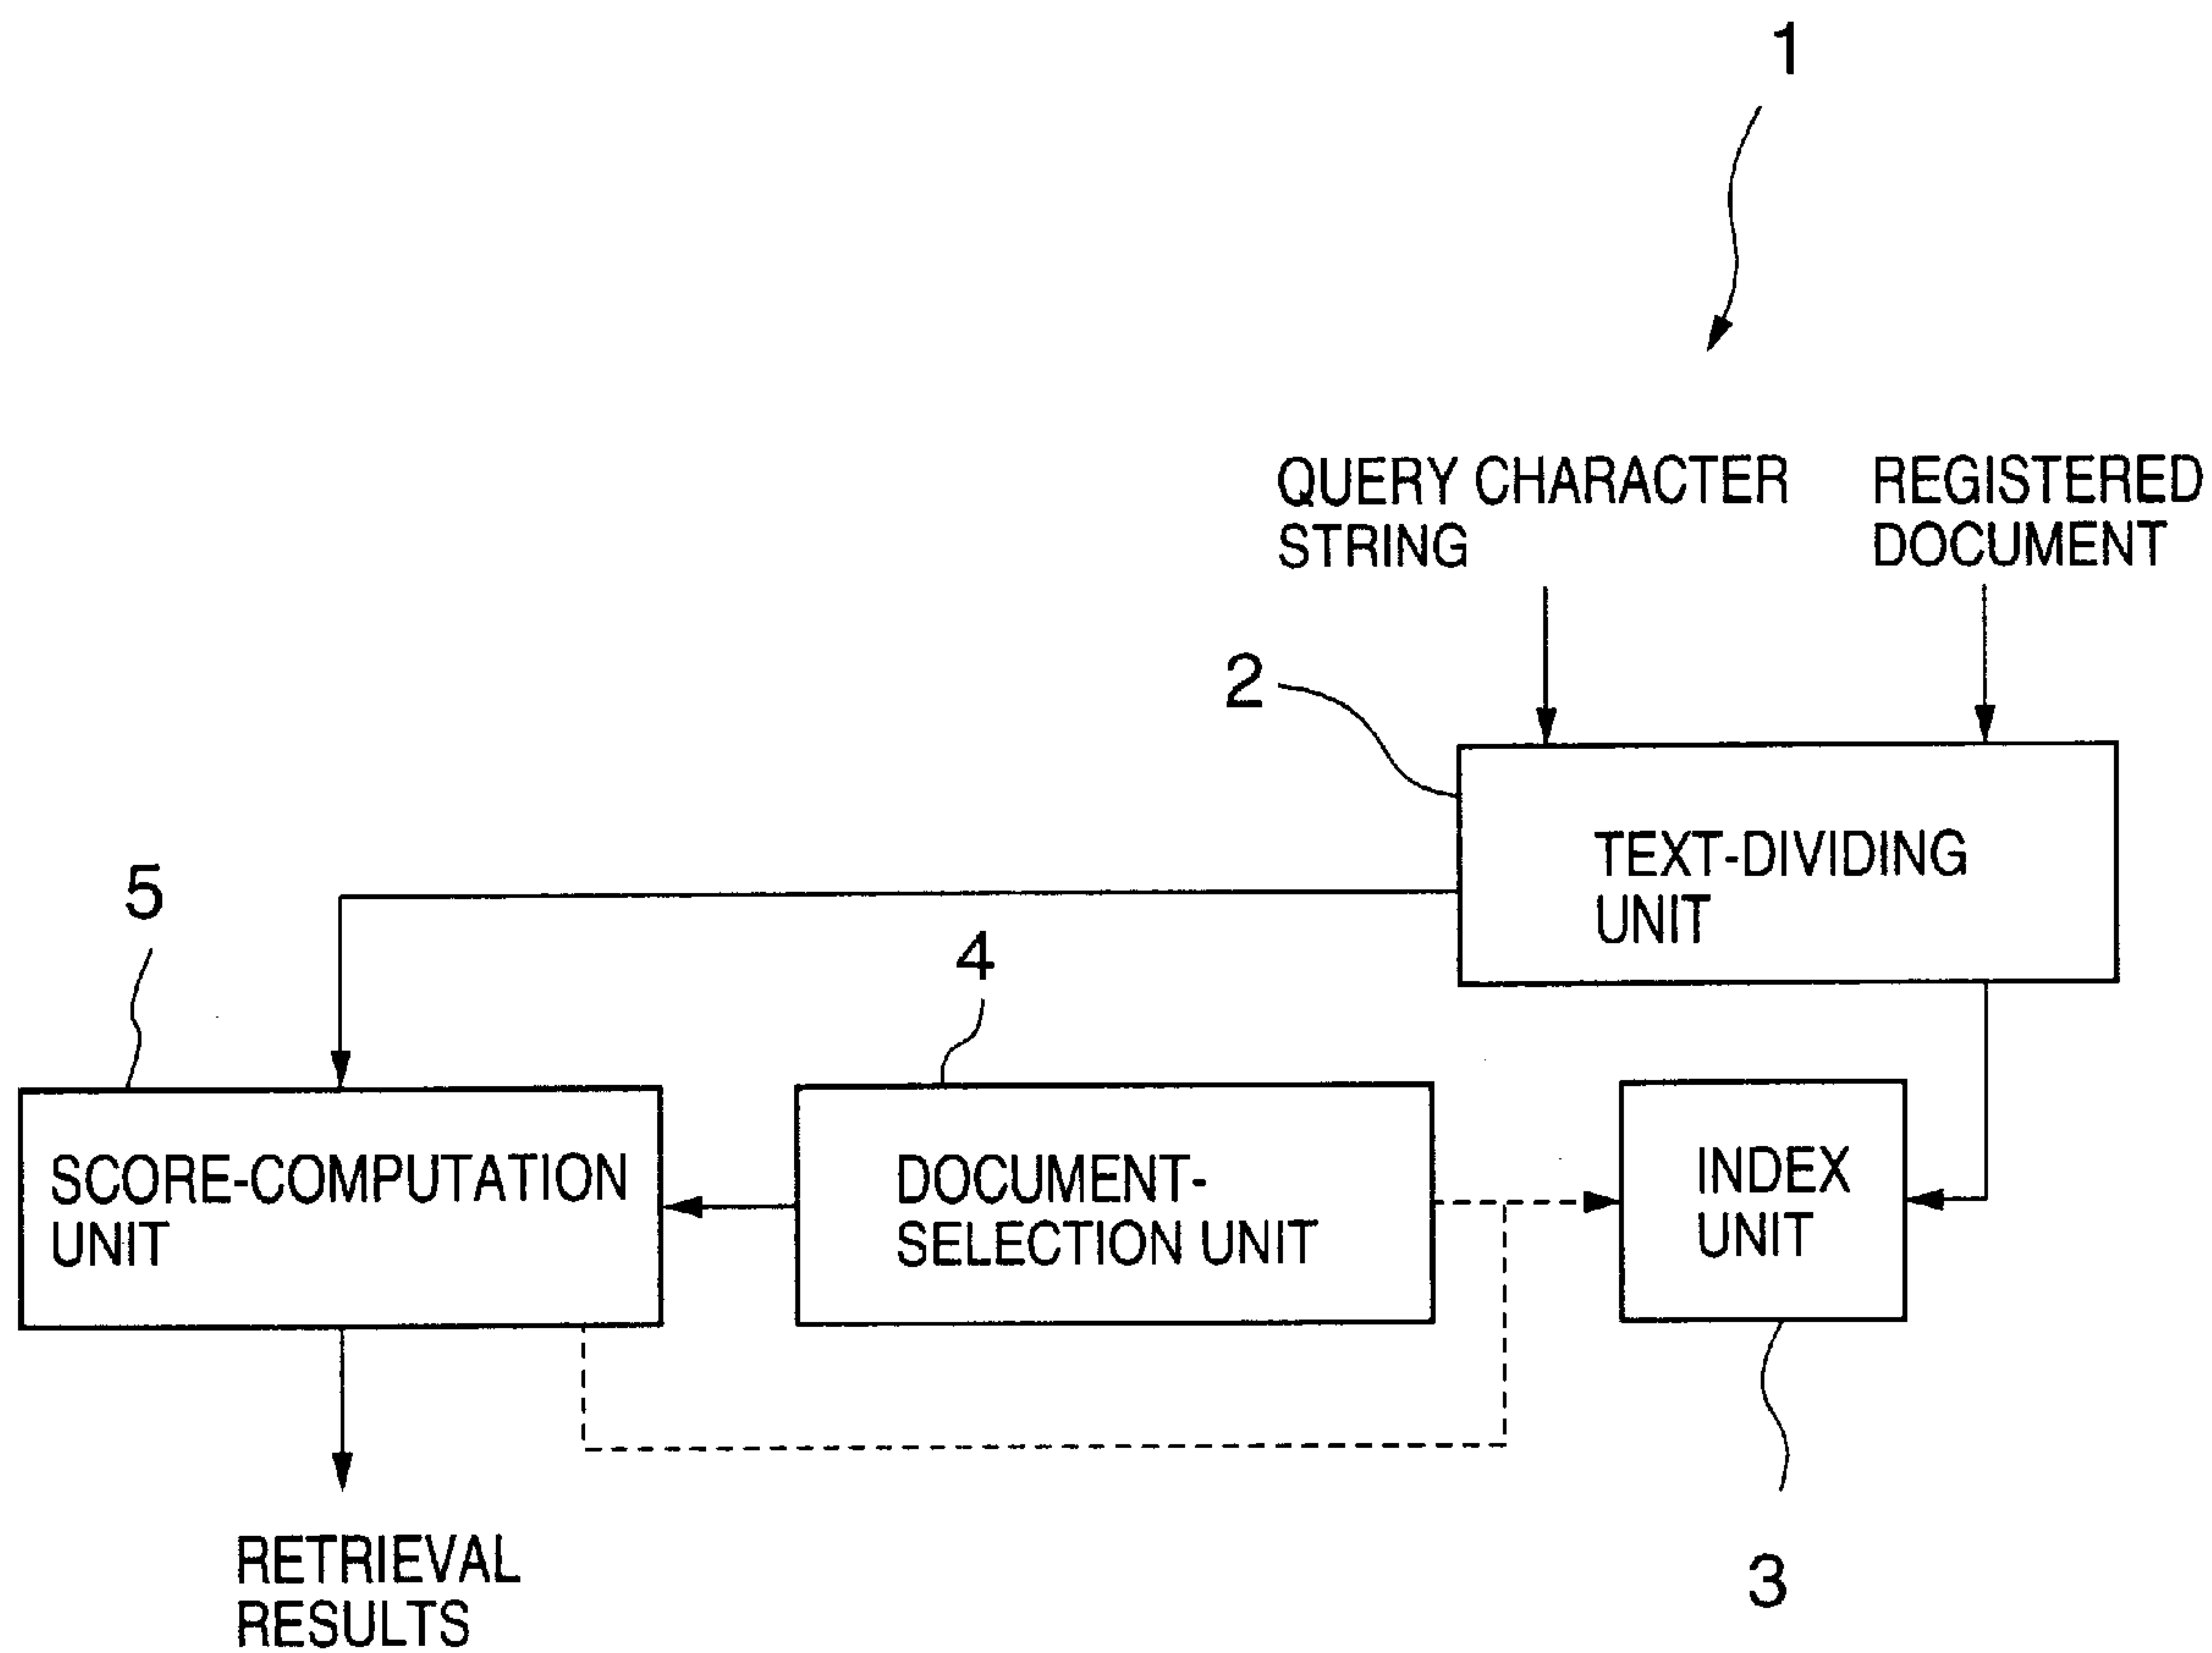 1
QUERY CHARACTER
STRING
REGISTERED
DOCUMENT
2
TEXT-DIVIDING
UNIT
5
4
SCORE-COMPUTATION
UNIT
DOCUMENT-
SELECTION UNIT
INDEX
UNIT
RETRIEVAL
RESULTS
3